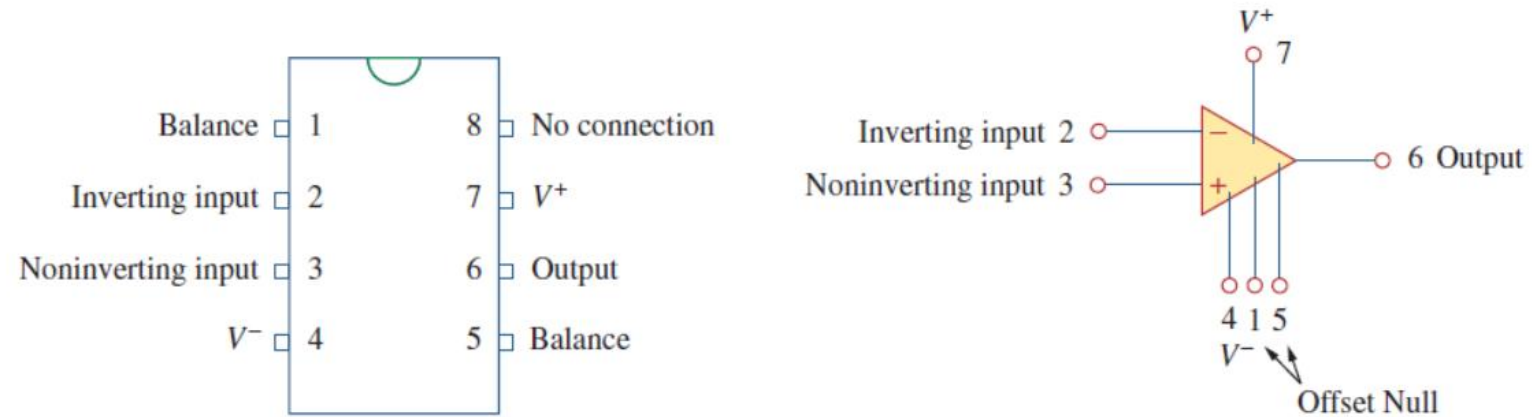 Balance 1
8 No connection
Inverting input 2
7 V⁺
Noninverting input 3
6 Output
V⁻ 4
5 Balance
V⁺
7
Inverting input 2
−
Noninverting input 3
+
6 Output
4 1 5
V⁻
Offset Null